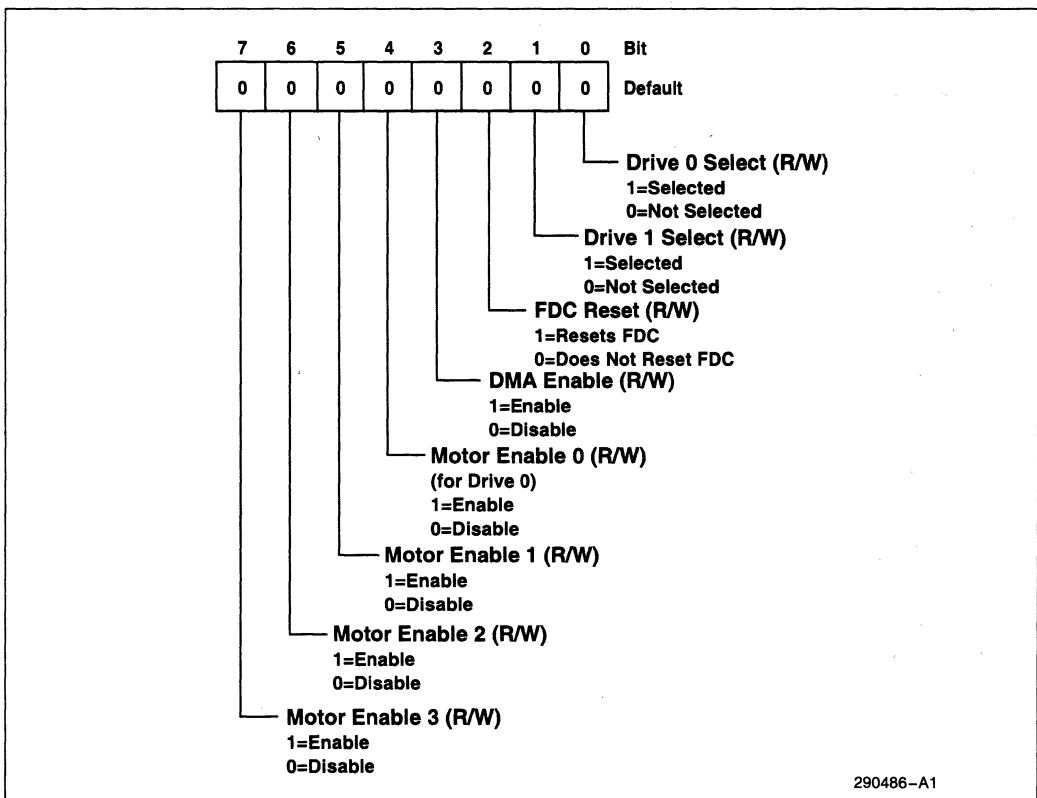 7 6 5 4 3 2 1 0 Bit
0 0 0 0 0 0 0 0 Default
Drive 0 Select (R/W)
1=Selected
0=Not Selected
Drive 1 Select (R/W)
1=Selected
0=Not Selected
FDC Reset (R/W)
1=Resets FDC
0=Does Not Reset FDC
DMA Enable (R/W)
1=Enable
0=Disable
Motor Enable 0 (R/W)
(for Drive 0)
1=Enable
0=Disable
Motor Enable 1 (R/W)
1=Enable
0=Disable
Motor Enable 2 (R/W)
1=Enable
0=Disable
Motor Enable 3 (R/W)
1=Enable
0=Disable
290486–A1